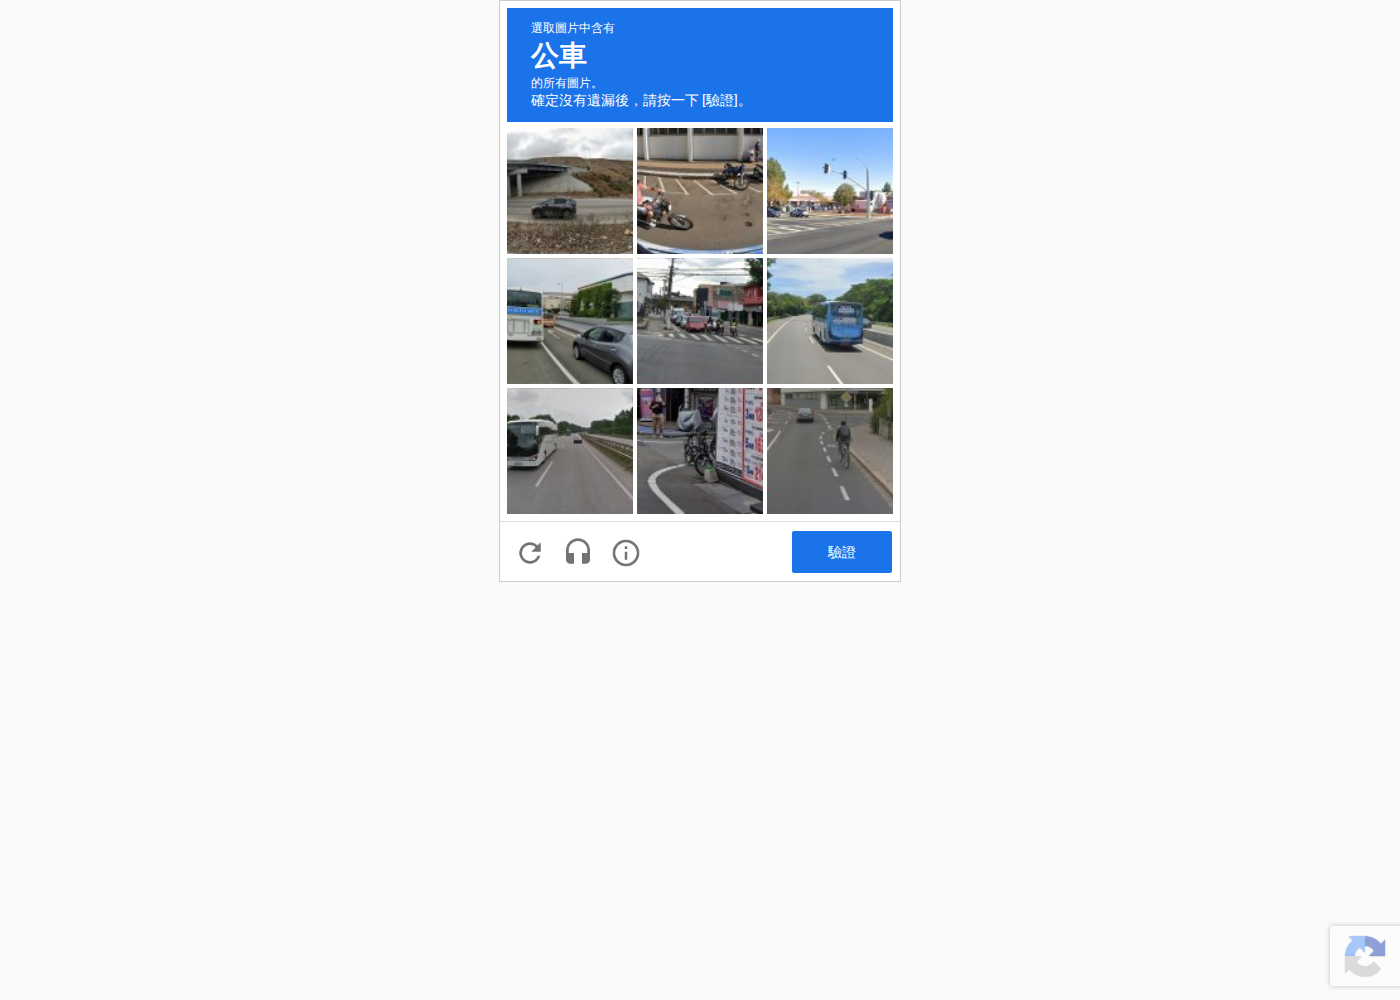 選取圖片中含有
公車
的所有圖片。
確定沒有遺漏後，請按一下 [驗證]。
驗證